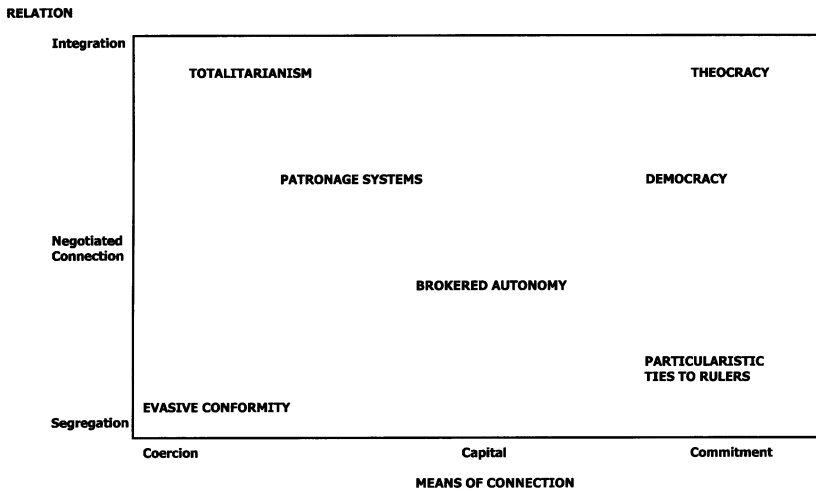 RELATION
Integration
TOTALITARIANISM
THEOCRACY
PATRONAGE SYSTEMS
DEMOCRACY
Negotiated
Connection
BROKERED AUTONOMY
PARTICULARISTIC
TIES TO RULERS
EVASIVE CONFORMITY
Segregation
Coercion
Capital
Commitment
MEANS OF CONNECTION